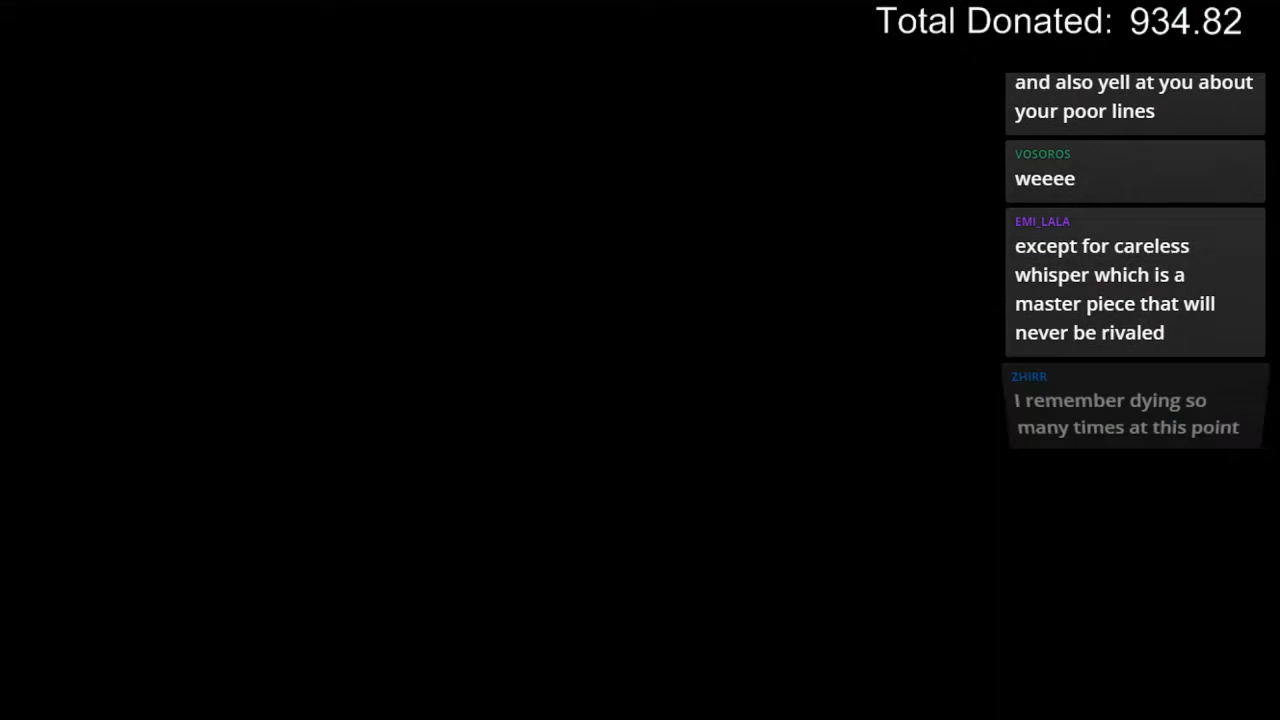 Total Donated: 934.82
and also yell at you about
your poor lines
VOSOROS
weeee
EMI_LALA
except for careless
whisper which is a
master piece that will
never be rivaled
ZHIRR
I remember dying so
many times at this point